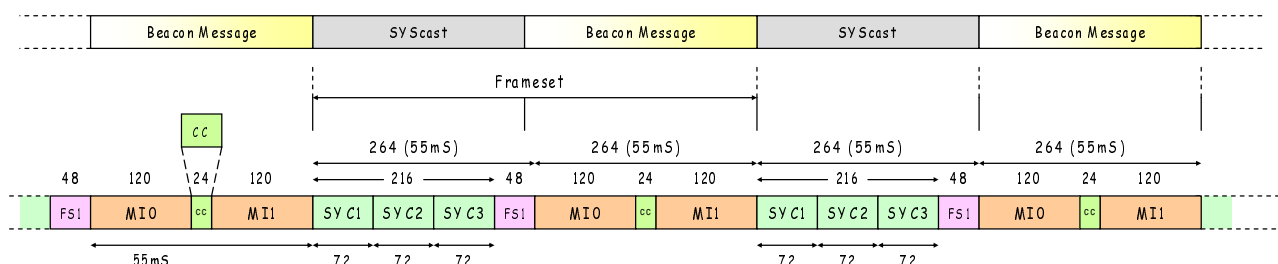 Beacon Message SYScast Beacon Message SYScast Beacon Message
Frameset
CC
264 (55mS) 264 (55mS) 264 (55mS) 264 (55mS)
48 120 24 120 216 48 120 24 120 216 48 120 24 120
FS1 MI0 CC MI1 SYC1 SYC2 SYC3 FS1 MI0 CC MI1 SYC1 SYC2 SYC3 FS1 MI0 CC MI1
55mS 72 72 72 72 72 72